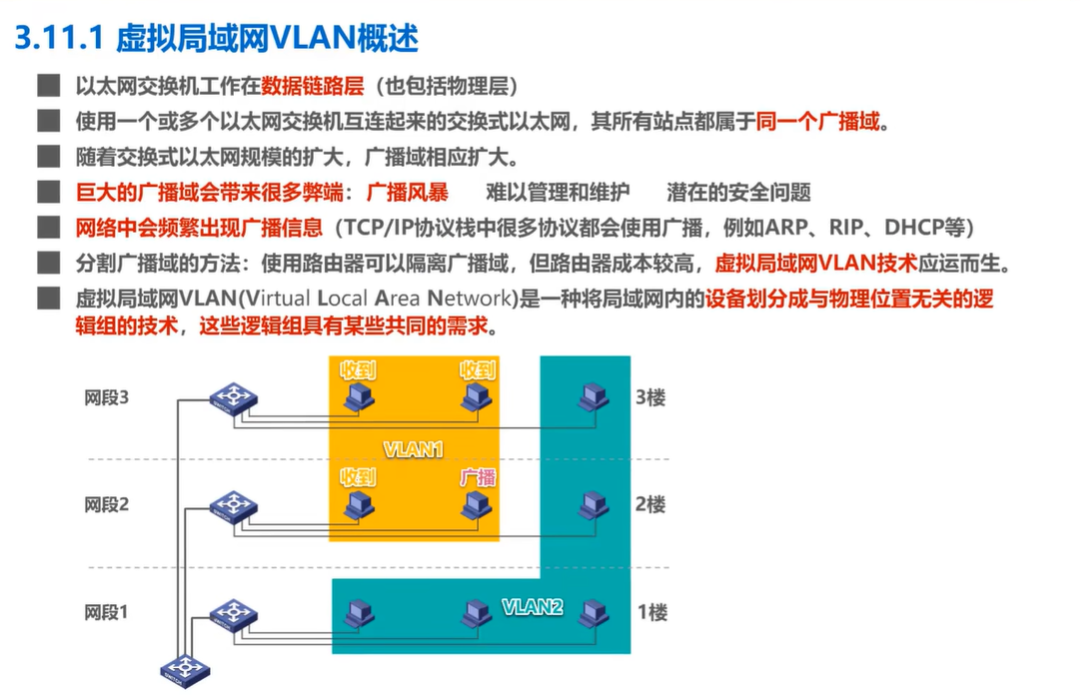 3.11.1 虚拟局域网VLAN概述
以太网交换机工作在数据链路层（也包括物理层）
使用一个或多个以太网交换机互连起来的交换式以太网，其所有站点都属于同一个广播域。
随着交换式以太网规模的扩大，广播域相应扩大。
巨大的广播域会带来很多弊端：广播风暴 难以管理和维护 潜在的安全问题
网络中会频繁出现广播信息（TCP/IP协议栈中很多协议都会使用广播，例如ARP、RIP、DHCP等）
分割广播域的方法：使用路由器可以隔离广播域，但路由器成本较高，虚拟局域网VLAN技术应运而生。
虚拟局域网VLAN(Virtual Local Area Network)是一种将局域网内的设备划分成与物理位置无关的逻
辑组的技术，这些逻辑组具有某些共同的需求。
收到 收到
网段3 3楼
VLAN1
收到 广播
网段2 2楼
网段1 VLAN2 1楼